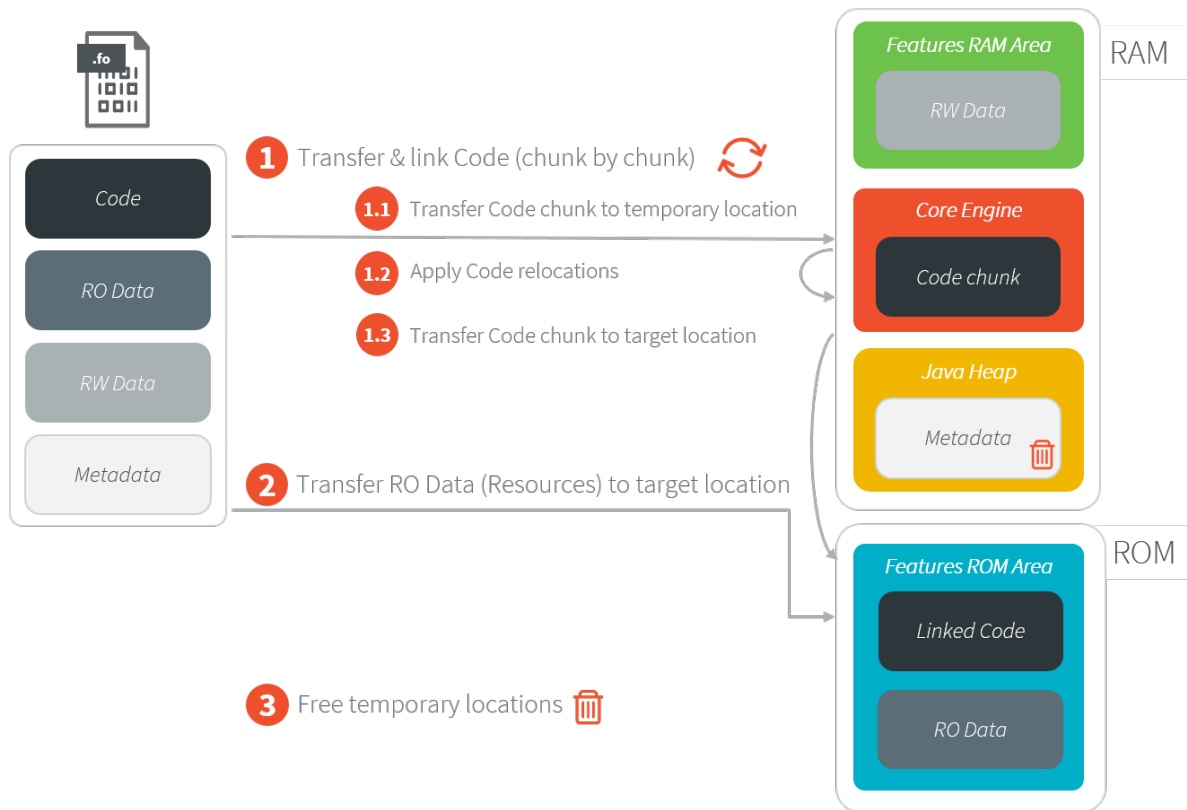 .fo
Code
RO Data
RW Data
Metadata
1 Transfer & link Code (chunk by chunk)
1.1 Transfer Code chunk to temporary location
1.2 Apply Code relocations
1.3 Transfer Code chunk to target location
2 Transfer RO Data (Resources) to target location
3 Free temporary locations
RAM
Features RAM Area
RW Data
Core Engine
Code chunk
Java Heap
Metadata
ROM
Features ROM Area
Linked Code
RO Data